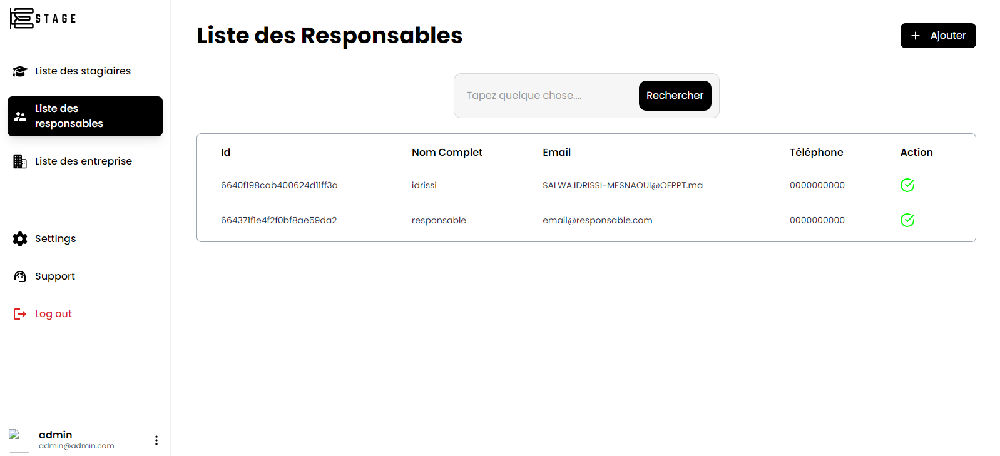 STAGE
Liste des stagiaires
Liste des
responsables
Liste des entreprise
Settings
Support
Log out
admin
admin@admin.com
Liste des Responsables
+ Ajouter
Tapez quelque chose.... Rechercher
Id Nom Complet Email Téléphone Action
6640f198cab400624d11ff3a idrissi SALWA.IDRISSI-MESNAOUI@OFPPT.ma 0000000000
664371f1e4f2f0bf8ae59da2 responsable email@responsable.com 0000000000